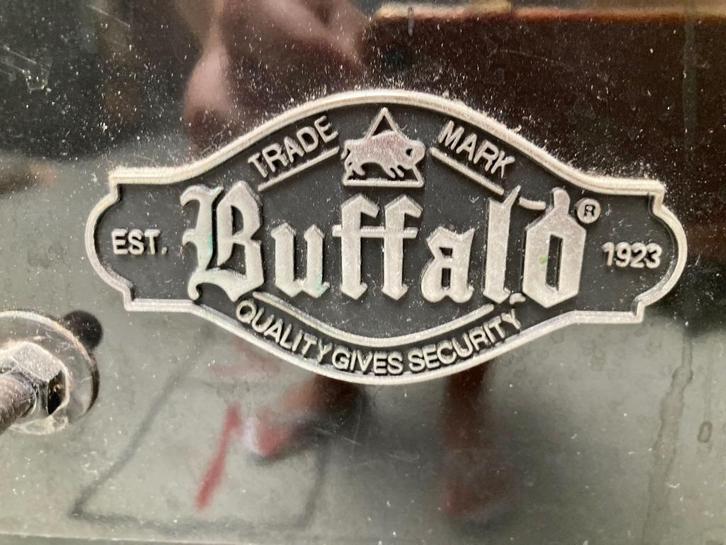 TRADE MARK
Buffalo®
EST. 1923
QUALITY GIVES SECURITY